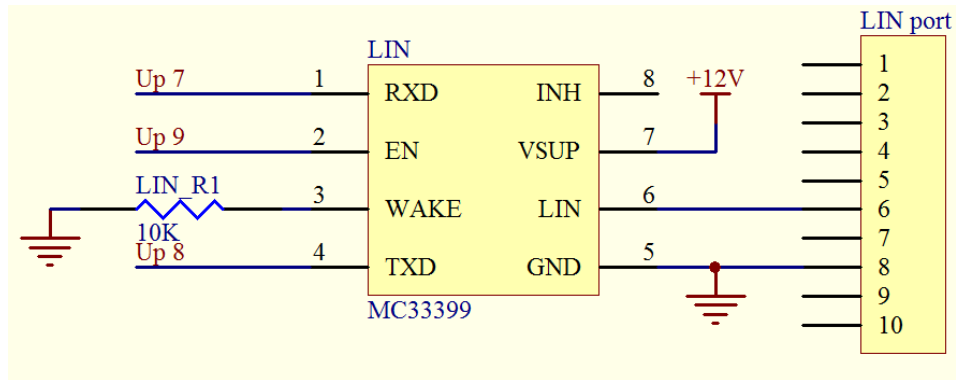 LIN port
LIN
1
Up 7
1
RXD
INH
8
+12V
2
3
Up 9
2
EN
VSUP
7
4
LIN_R1
5
3
WAKE
LIN
6
6
10K
7
Up 8
4
TXD
GND
5
8
9
MC33399
10